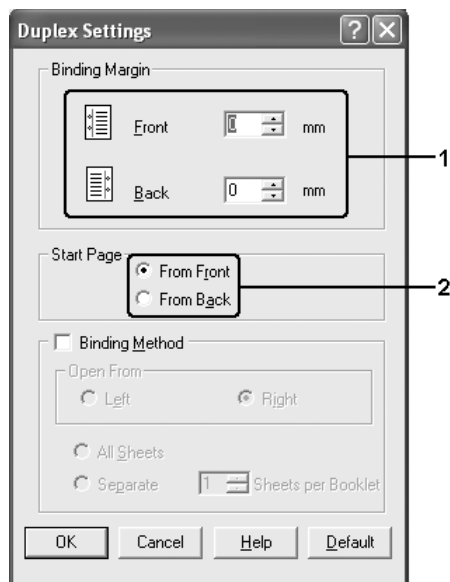 Duplex Settings
Binding Margin
Front 0 mm
1
Back 0 mm
Start Page
From Front
From Back
2
Binding Method
Open From
Left Right
All Sheets
Separate 1 Sheets per Booklet
OK Cancel Help Default